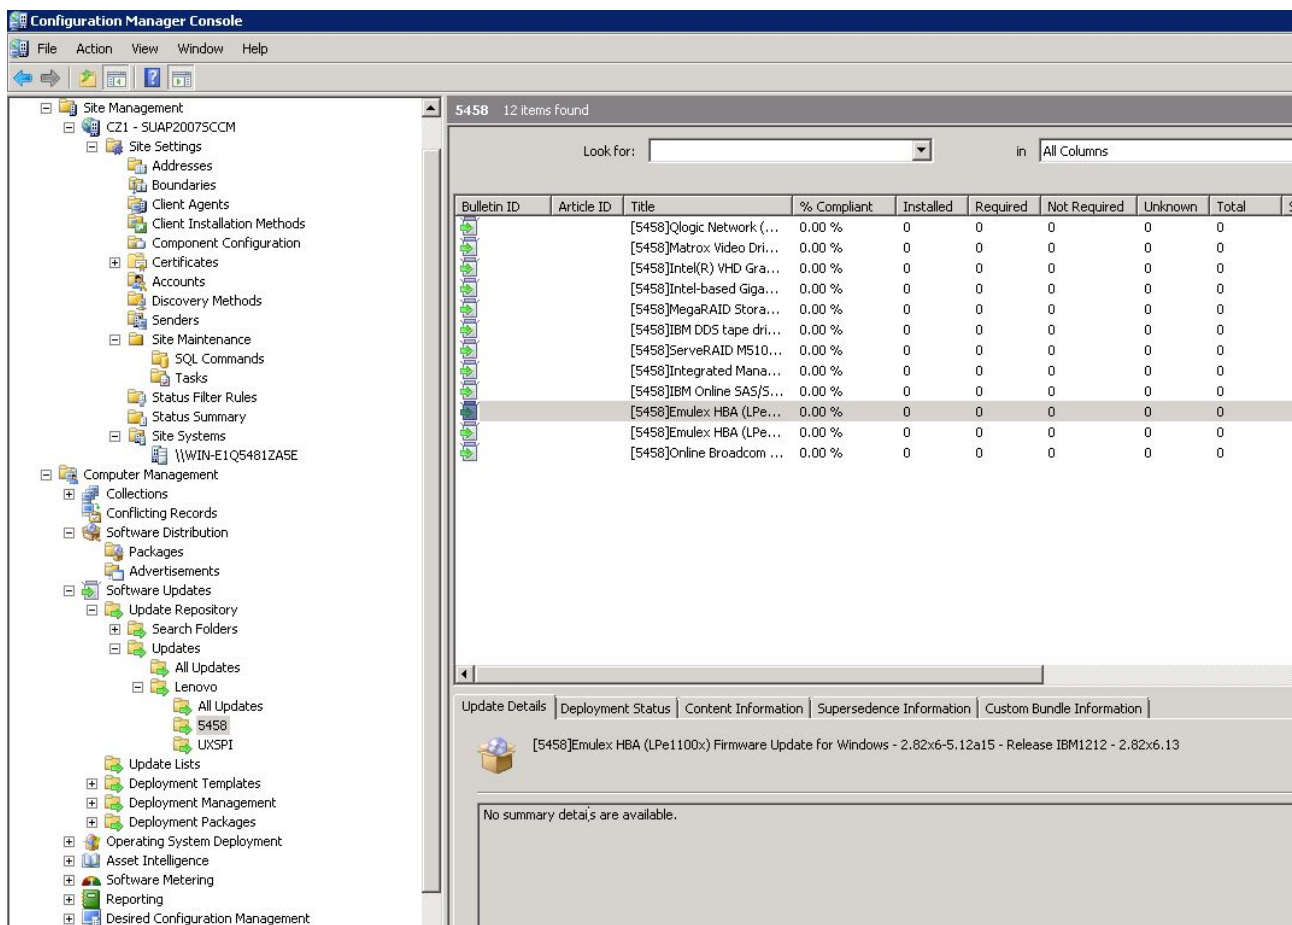 Configuration Manager Console
File Action View Window Help
Site Management
CZ1 - SUAP2007SCCM
Site Settings
Addresses
Boundaries
Client Agents
Client Installation Methods
Component Configuration
Certificates
Accounts
Discovery Methods
Senders
Site Maintenance
SQL Commands
Tasks
Status Filter Rules
Status Summary
Site Systems
\\WIN-E1Q5481ZA5E
Computer Management
Collections
Conflicting Records
Software Distribution
Packages
Advertisements
Software Updates
Update Repository
Search Folders
Updates
All Updates
Lenovo
All Updates
5458
UXSPI
Update Lists
Deployment Templates
Deployment Management
Deployment Packages
Operating System Deployment
Asset Intelligence
Software Metering
Reporting
Desired Configuration Management
5458 12 items found
Look for: in All Columns
Bulletin ID Article ID Title % Compliant Installed Required Not Required Unknown Total
[5458]Qlogic Network (... 0.00 % 0 0 0 0 0
[5458]Matrox Video Dri... 0.00 % 0 0 0 0 0
[5458]Intel(R) VHD Gra... 0.00 % 0 0 0 0 0
[5458]Intel-based Giga... 0.00 % 0 0 0 0 0
[5458]MegaRAID Stora... 0.00 % 0 0 0 0 0
[5458]IBM DDS tape dri... 0.00 % 0 0 0 0 0
[5458]ServeRAID M510... 0.00 % 0 0 0 0 0
[5458]Integrated Mana... 0.00 % 0 0 0 0 0
[5458]IBM Online SAS/S... 0.00 % 0 0 0 0 0
[5458]Emulex HBA (LPe... 0.00 % 0 0 0 0 0
[5458]Emulex HBA (LPe... 0.00 % 0 0 0 0 0
[5458]Online Broadcom ... 0.00 % 0 0 0 0 0
Update Details Deployment Status Content Information Supersedence Information Custom Bundle Information
[5458]Emulex HBA (LPe1100x) Firmware Update for Windows - 2.82x6-5.12a15 - Release IBM1212 - 2.82x6.13
No summary details are available.